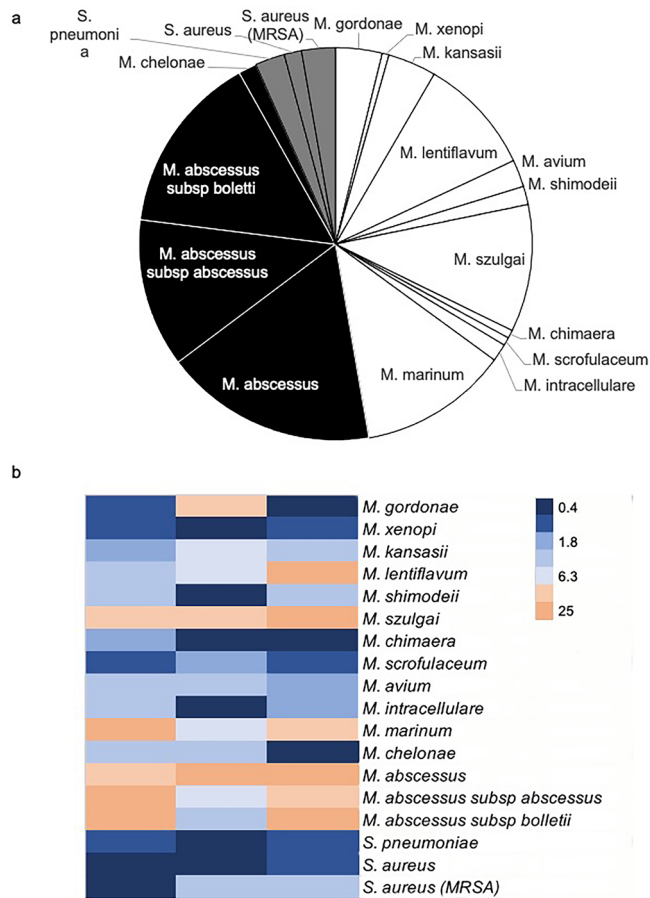 a
S.
pneumoni
a
S. aureus
S. aureus
(MRSA)
M. gordonae
M. xenopi
M. kansasii
M. chelonae
M. lentiflavum
M. avium
M. shimodeii
M. abscessus
subsp boletti
M. abscessus
subsp abscessus
M. szulgai
M. chimaera
M. scrofulaceum
M. intracellulare
M. marinum
M. abscessus
b
M. gordonae
M. xenopi
M. kansasii
M. lentiflavum
M. shimodeii
M. szulgai
M. chimaera
M. scrofulaceum
M. avium
M. intracellulare
M. marinum
M. chelonae
M. abscessus
M. abscessus subsp abscessus
M. abscessus subsp bolletii
S. pneumoniae
S. aureus
S. aureus (MRSA)
0.4
1.8
6.3
25